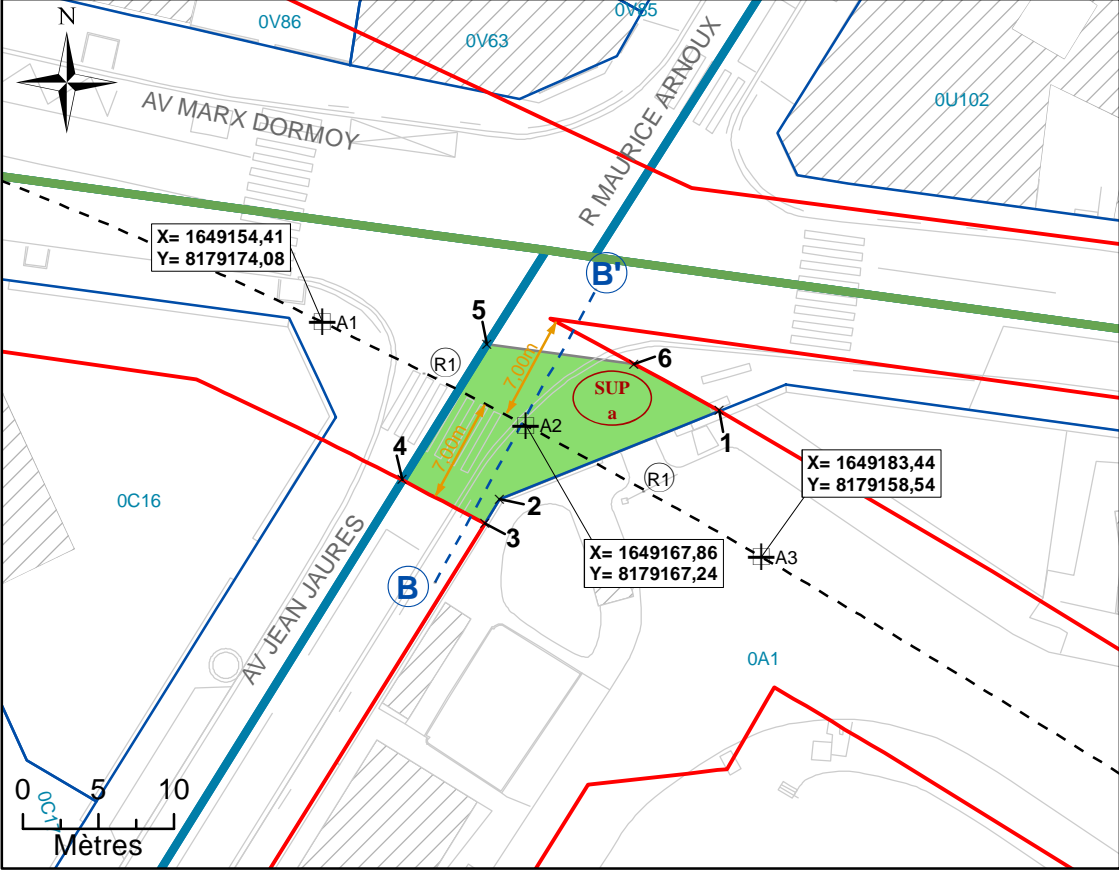 0V85
N
0V86
0V63
0U102
AV MARX DORMOY
R MAURICE ARNOUX
X= 1649154,41
Y= 8179174,08
B'
5
A1
R1
7.00m
6
SUP
a
A2
1
4
7.00m
R1
X= 1649183,44
Y= 8179158,54
0C16
2
3
X= 1649167,86
Y= 8179167,24
A3
B
AV JEAN JAURES
0A1
0 5 10
0C1
Mètres